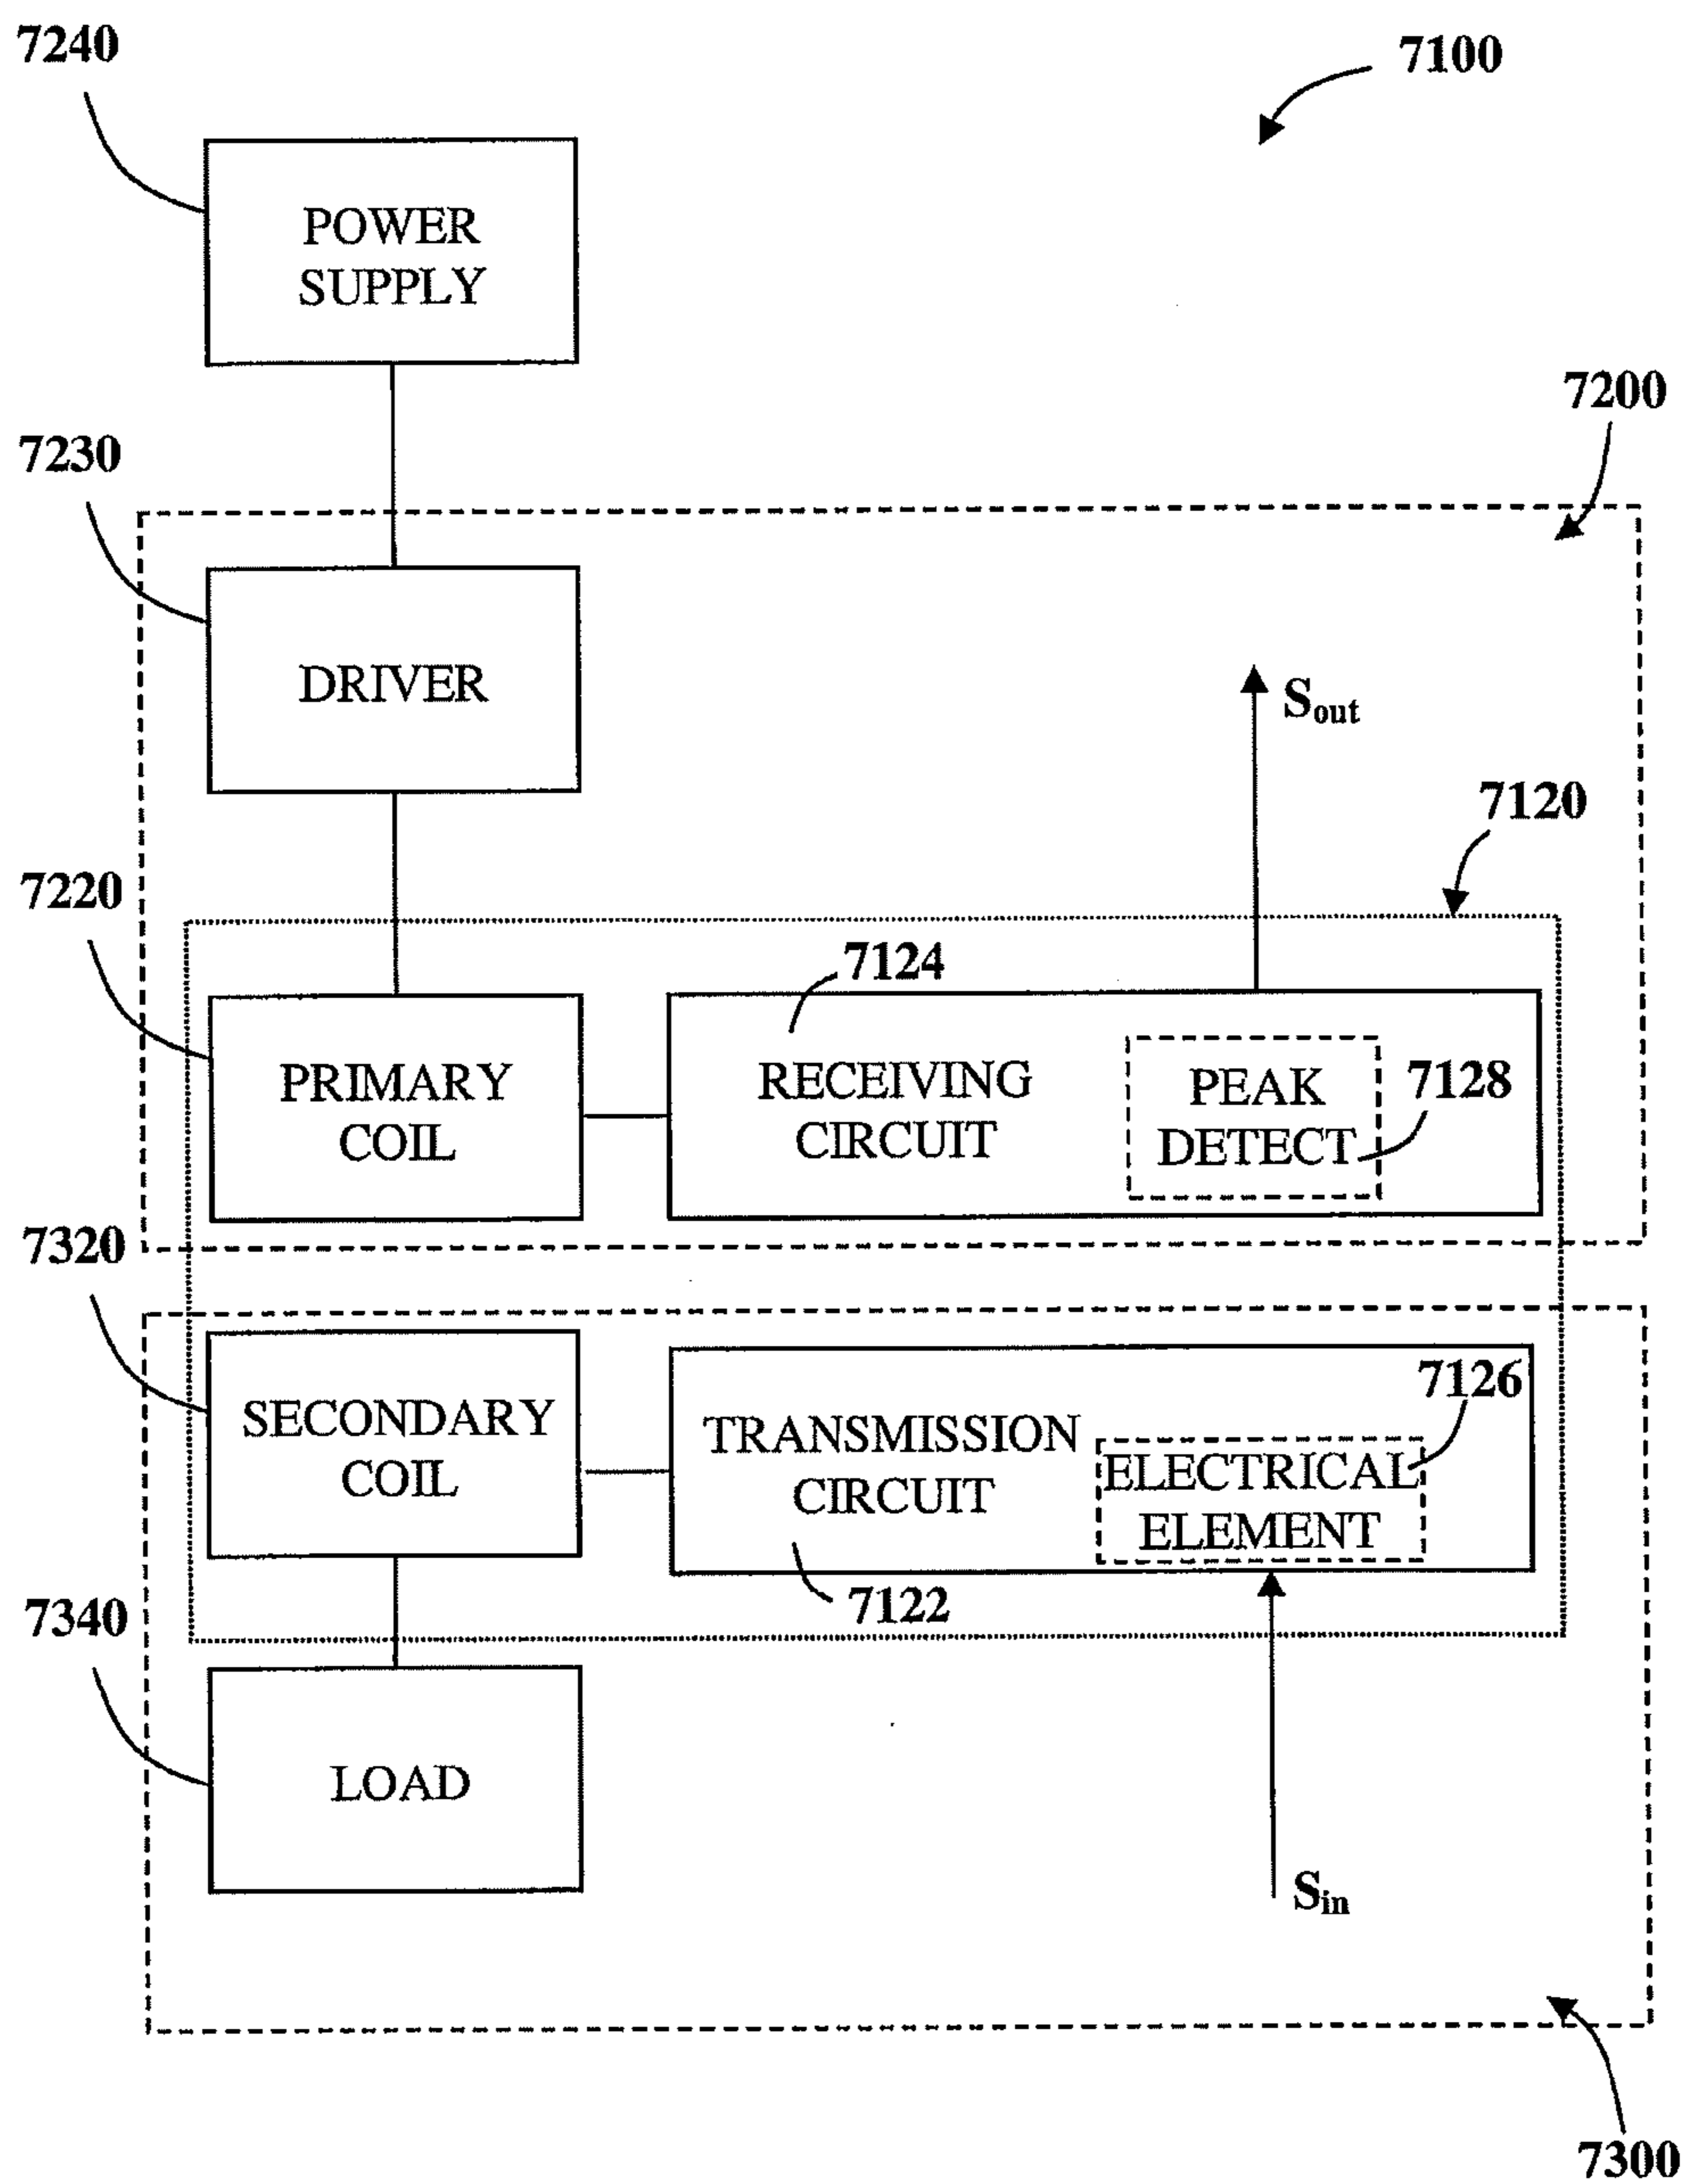 7240
7100
POWER
SUPPLY
7200
7230
DRIVER
Sout
7120
7220
7124
PRIMARY
COIL
RECEIVING
CIRCUIT
PEAK
DETECT
7128
7320
SECONDARY
COIL
TRANSMISSION
CIRCUIT
7126
ELECTRICAL
ELEMENT
7122
7340
LOAD
Sin
7300